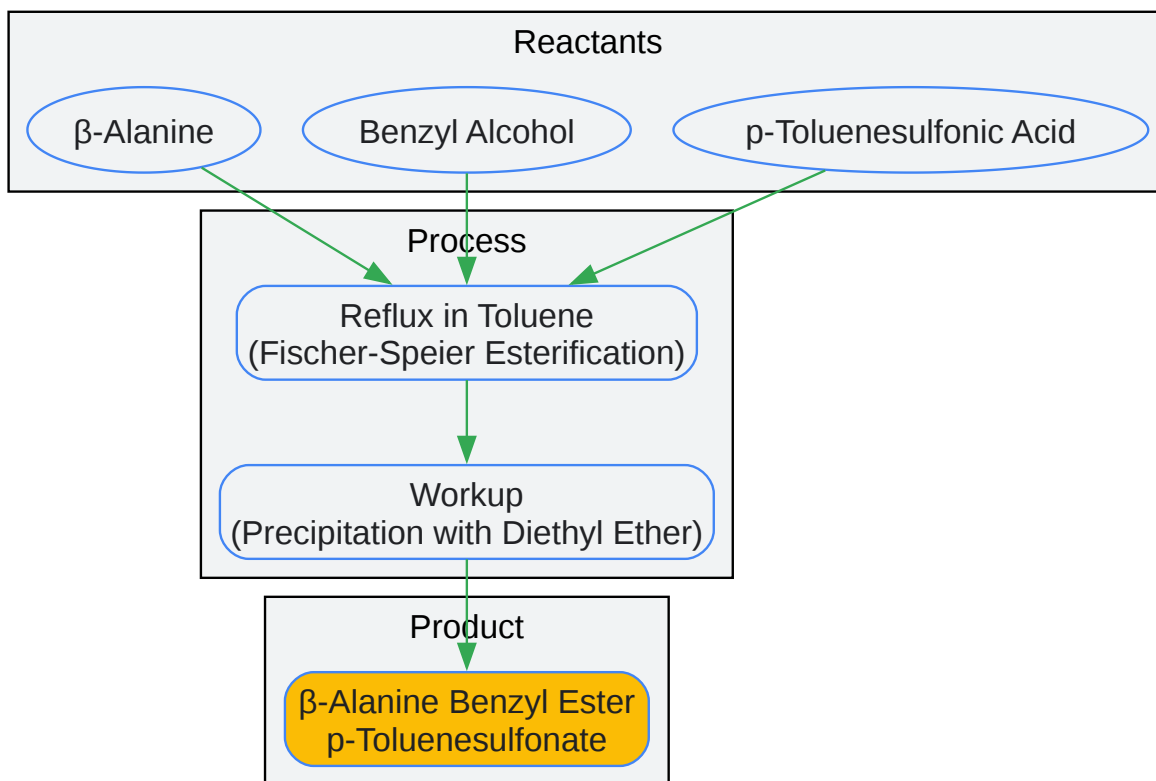 Reactants
β-Alanine
Benzyl Alcohol
p-Toluenesulfonic Acid
Process
Reflux in Toluene
(Fischer-Speier Esterification)
Workup
(Precipitation with Diethyl Ether)
Product
β-Alanine Benzyl Ester
p-Toluenesulfonate